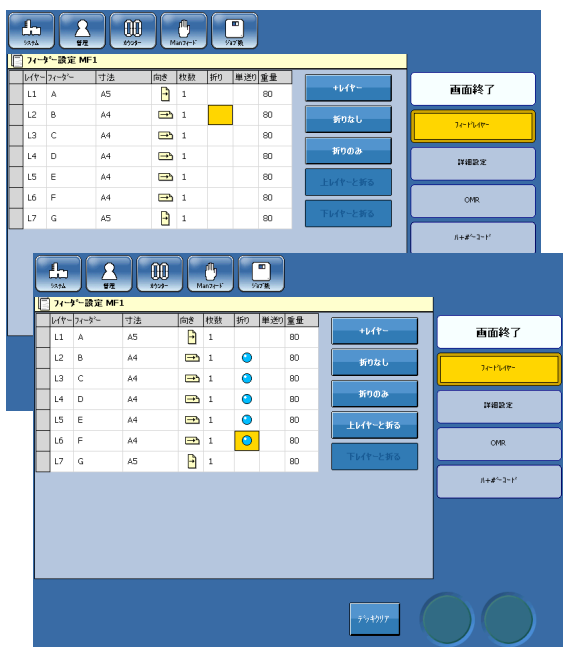 システム 管理 カウンター Manフィード ジョブ換
フィーダー設定 MF1
レイヤー フィーダー 寸法 向き 枚数 折り 単送り 重量
L1 A A5 1 80
L2 B A4 1 80
L3 C A4 1 80
L4 D A4 1 80
L5 E A4 1 80
L6 F A4 1 80
L7 G A5 1 80
+レイヤー
折りなし
折りのみ
上レイヤーと折る
下レイヤーと折る
画面終了
フィードレイヤー
詳細設定
OMR
バーコード
システム 管理 カウンター Manフィード ジョブ換
フィーダー設定 MF1
レイヤー フィーダー 寸法 向き 枚数 折り 単送り 重量
L1 A A5 1 80
L2 B A4 1 80
L3 C A4 1 80
L4 D A4 1 80
L5 E A4 1 80
L6 F A4 1 80
L7 G A5 1 80
+レイヤー
折りなし
折りのみ
上レイヤーと折る
下レイヤーと折る
画面終了
フィードレイヤー
詳細設定
OMR
デッキクリア